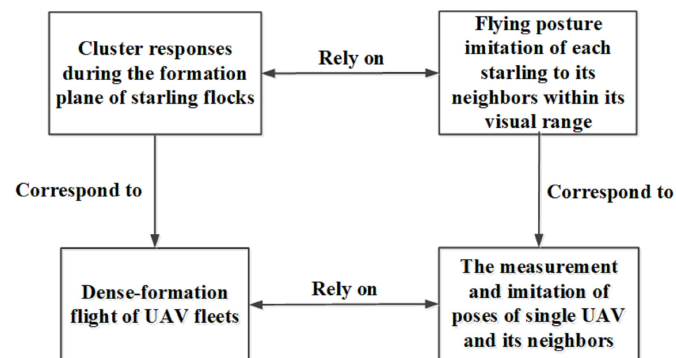 Cluster responses
during the formation
plane of starling flocks
Rely on
Flying posture
imitation of each
starling to its
neighbors within its
visual range
Correspond to
Correspond to
Dense-formation
flight of UAV fleets
Rely on
The measurement
and imitation of
poses of single UAV
and its neighbors